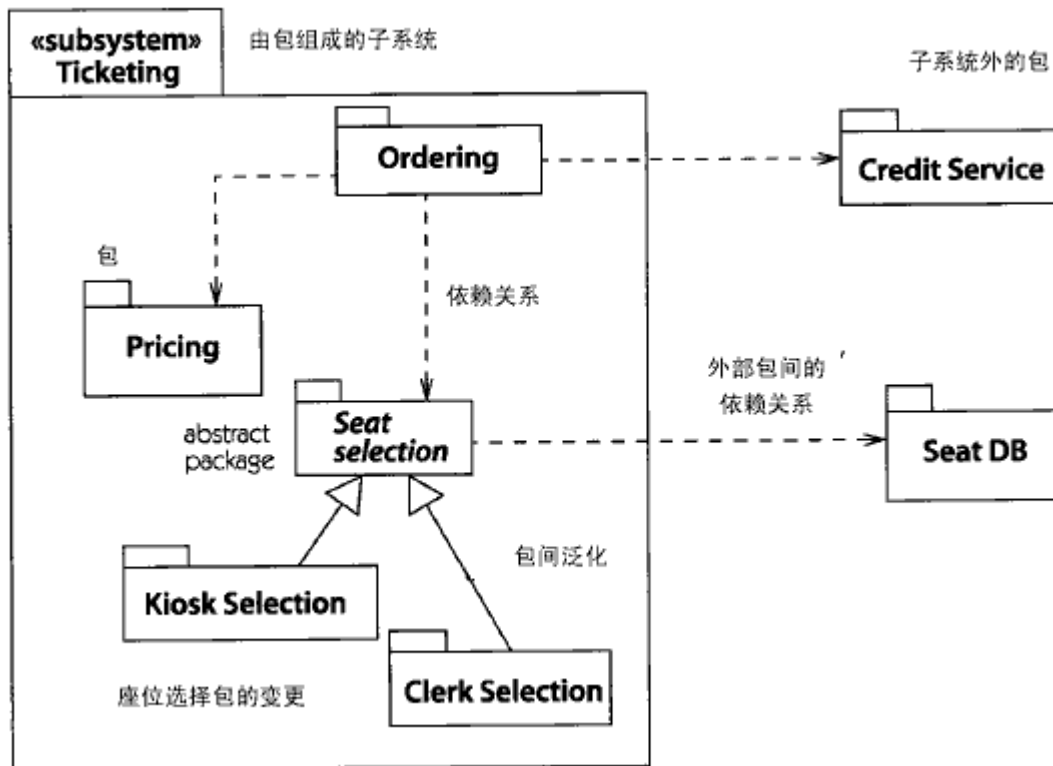 «subsystem»
Ticketing
由包组成的子系统
子系统外的包
Ordering
Credit Service
包
依赖关系
Pricing
外部包间的
依赖关系
abstract
package
Seat
selection
Seat DB
包间泛化
Kiosk Selection
Clerk Selection
座位选择包的变更